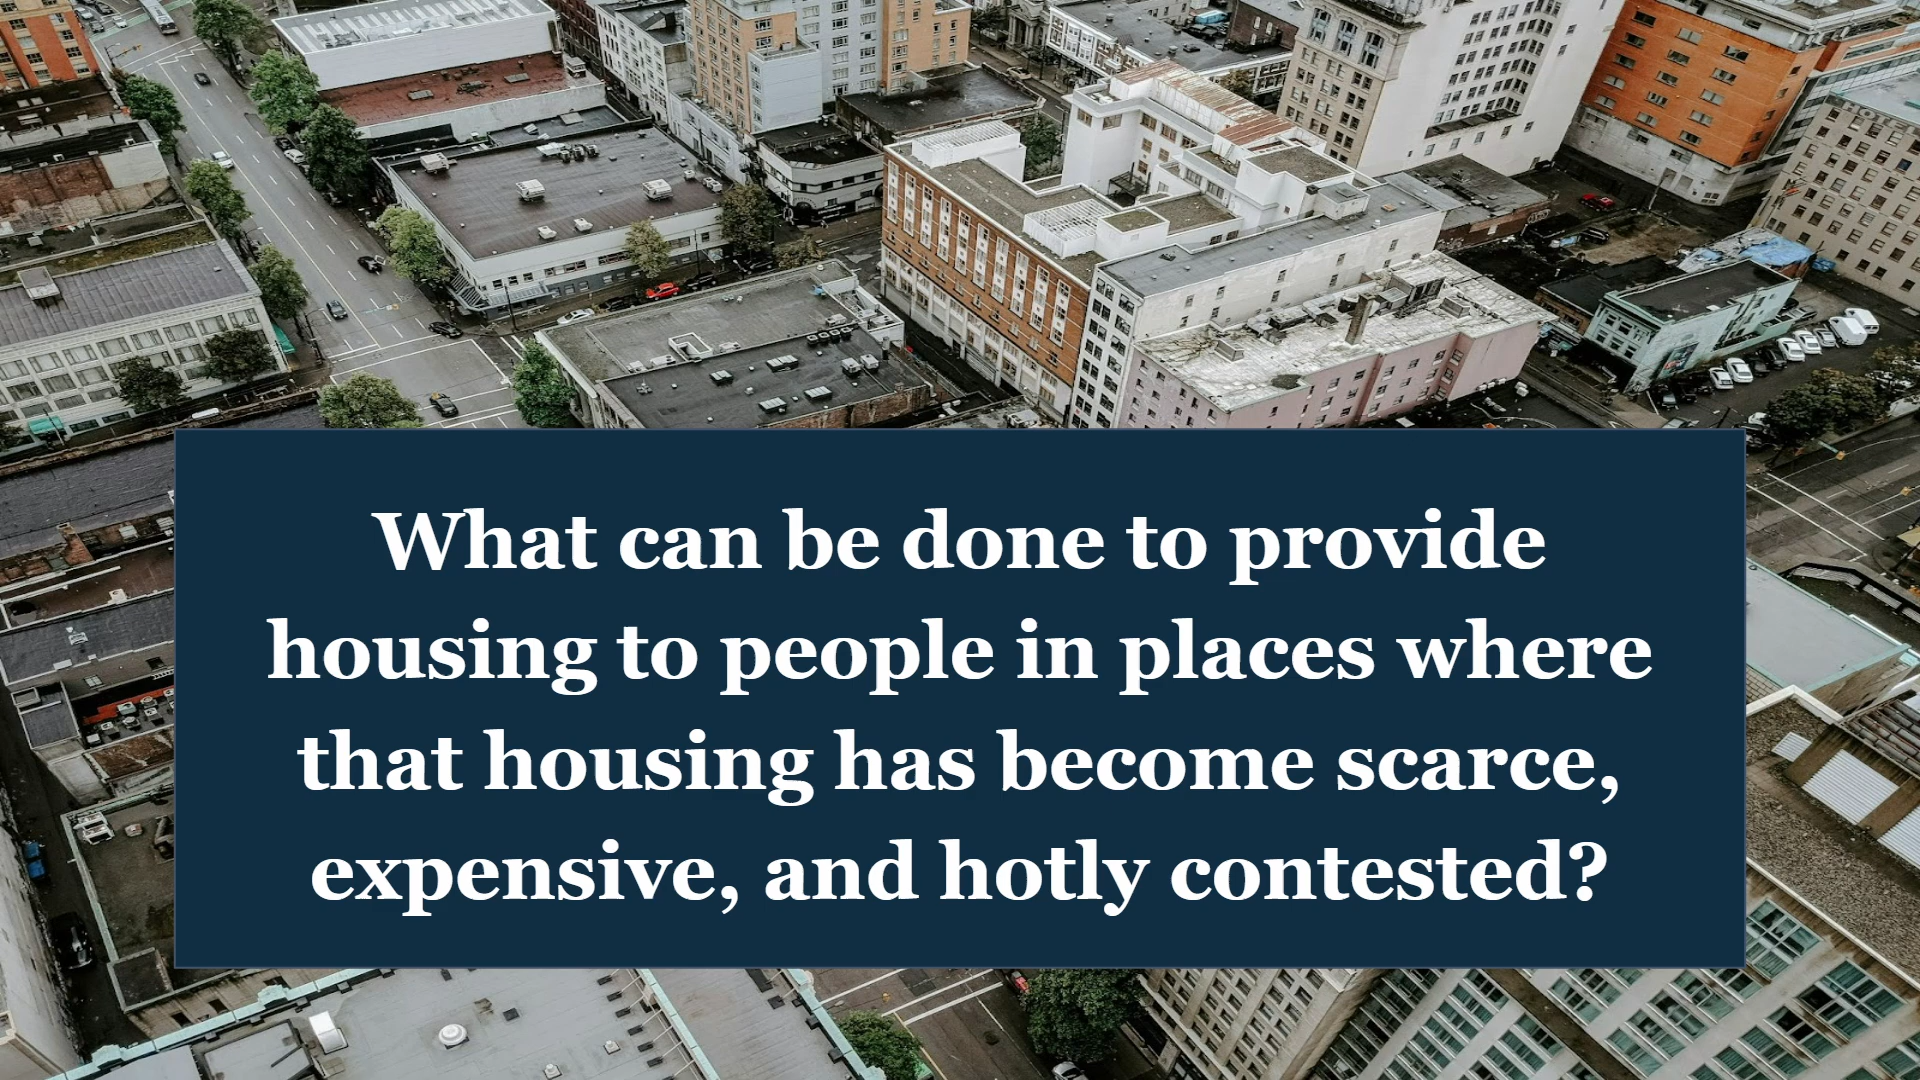 What can be done to provide
housing to people in places where
that housing has become scarce,
expensive, and hotly contested?